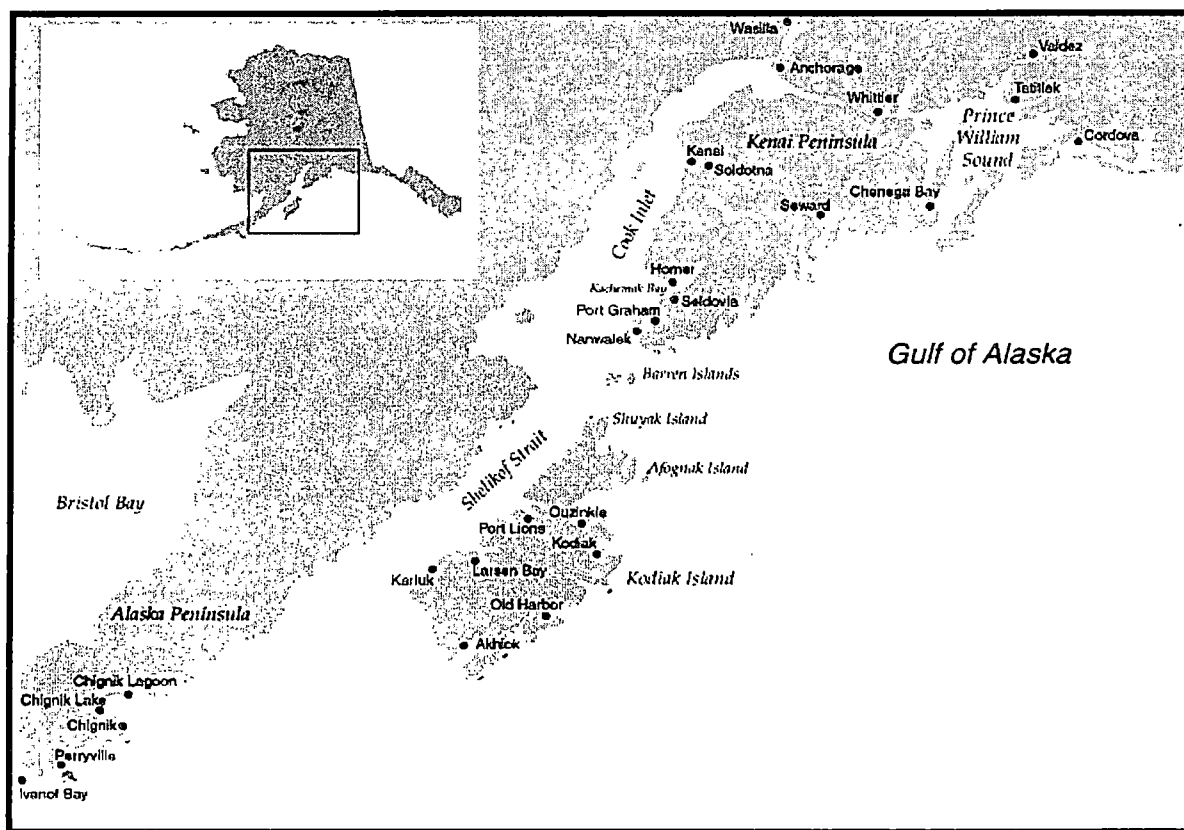 Wasilla
Valdez
Anchorage
Tatitlek
Whittier
Prince
William
Sound
Cordova
Kenai Peninsula
Kenai
Soldotna
Chenega Bay
Seward
Cook Inlet
Homer
Kachemak Bay
Seldovia
Port Graham
Nanwalek
Gulf of Alaska
Barren Islands
Shuyak Island
Shelikof Strait
Afognak Island
Bristol Bay
Ouzinkie
Port Lions
Kodiak
Karluk
Larsen Bay
Kodiak Island
Old Harbor
Alaska Peninsula
Akhiok
Chignik Lagoon
Chignik Lake
Chignik
Perryville
Ivanof Bay